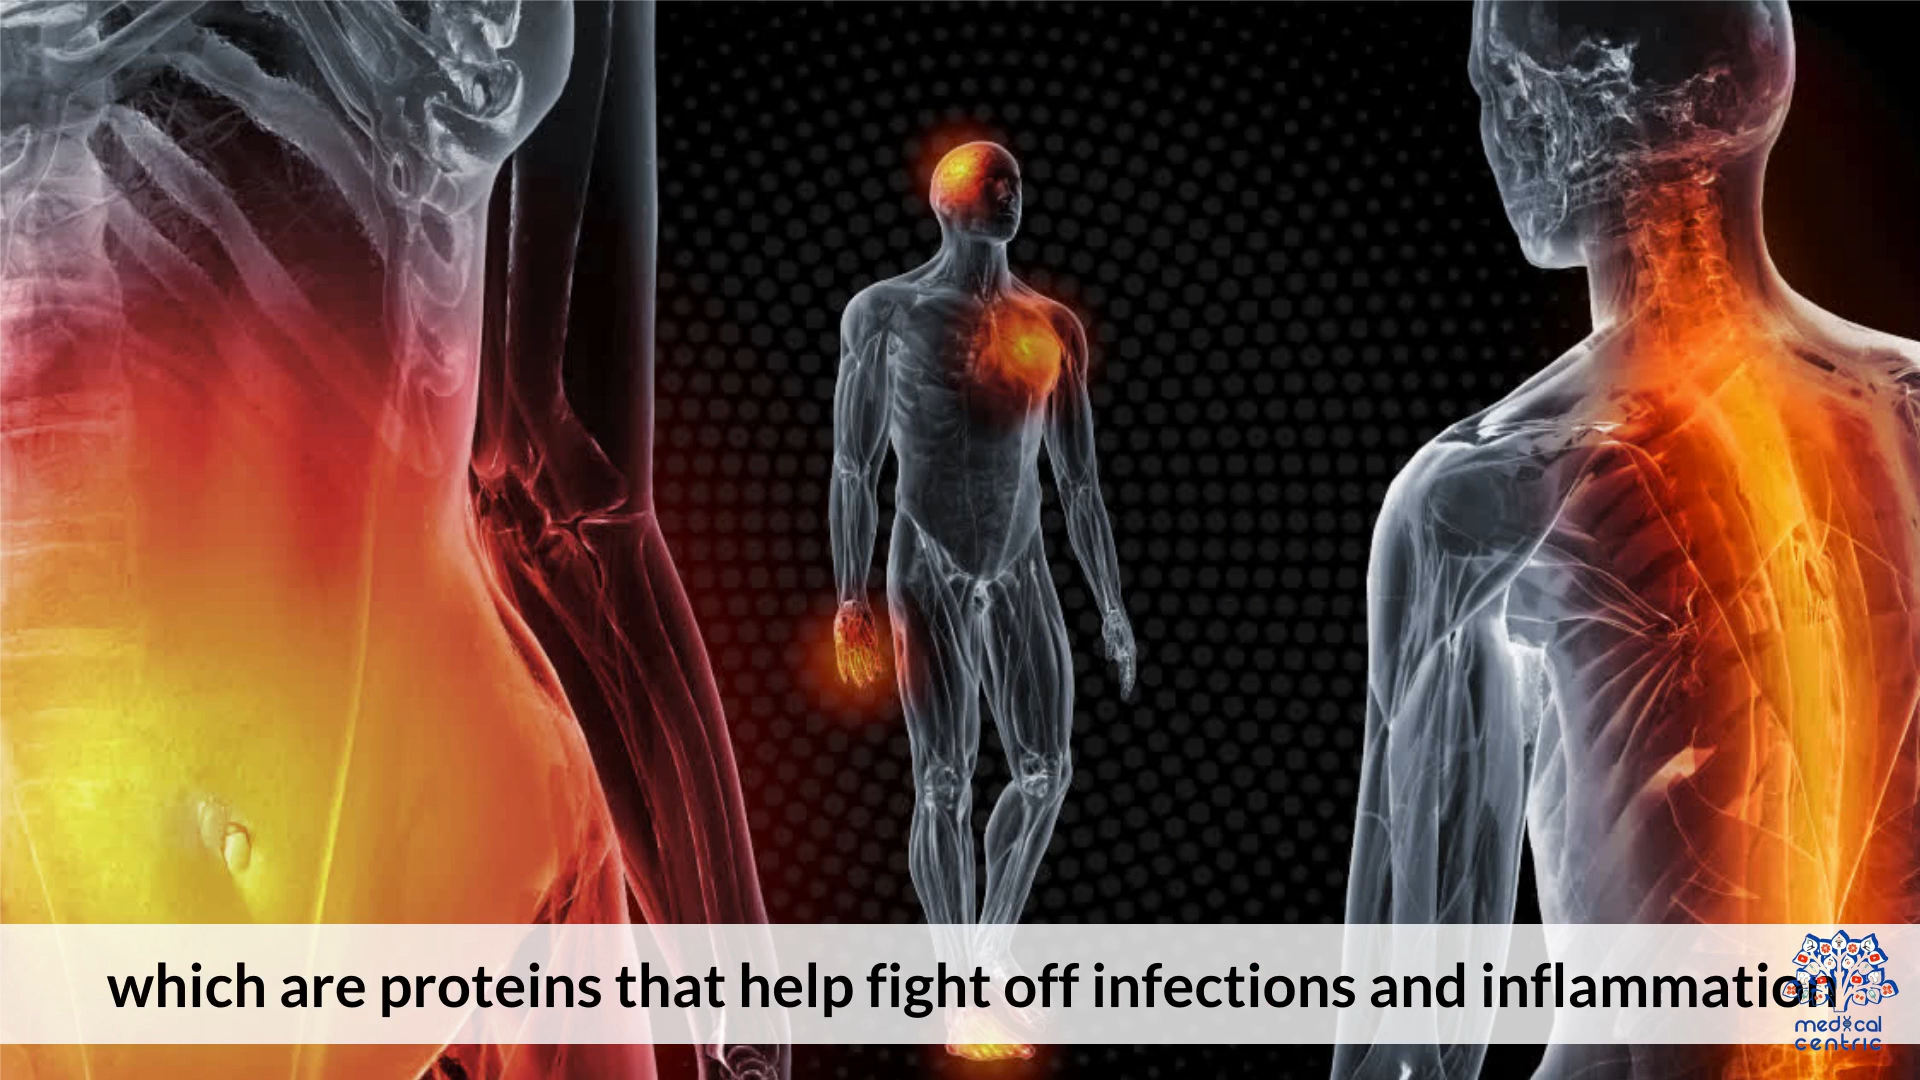 which are proteins that help fight off infections and inflammation
medical
centric